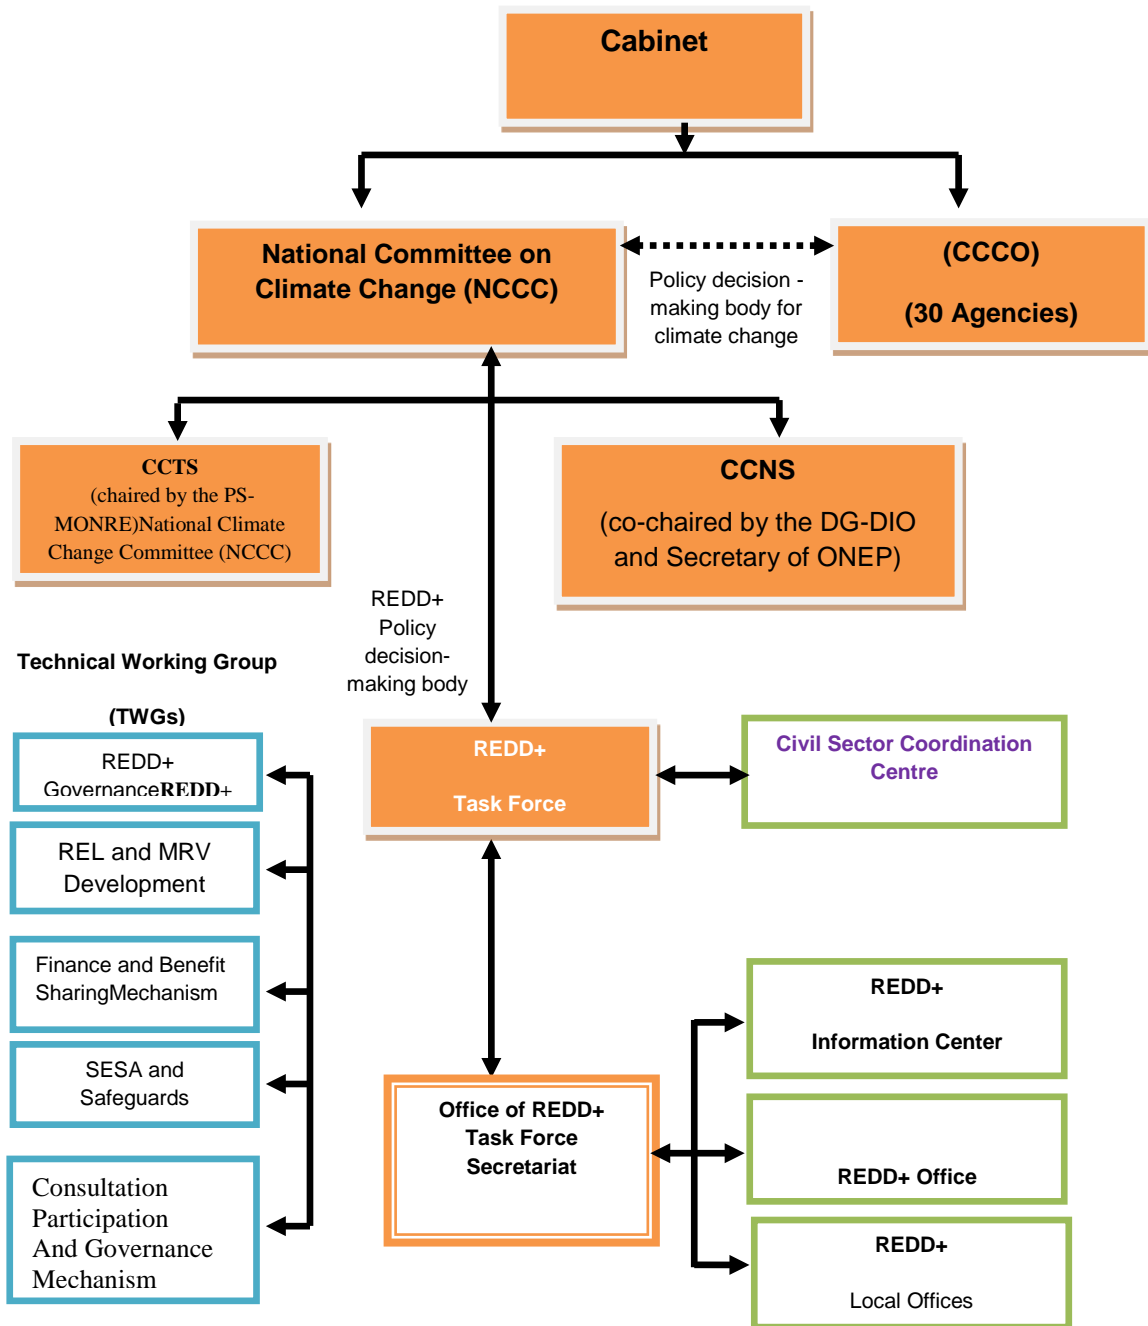 Cabinet
National Committee on
Climate Change (NCCC)
Policy decision -
making body for
climate change
(CCCO)
(30 Agencies)
CCTS
(chaired by the PS-
MONRE)National Climate
Change Committee (NCCC)
CCNS
(co-chaired by the DG-DIO
and Secretary of ONEP)
REDD+
Policy
decision-
making body
Technical Working Group
(TWGs)
REDD+
GovernanceREDD+
REL and MRV
Development
Finance and Benefit
SharingMechanism
SESA and
Safeguards
Consultation
Participation
And Governance
Mechanism
REDD+
Task Force
Civil Sector Coordination
Centre
Office of REDD+
Task Force
Secretariat
REDD+
Information Center
REDD+ Office
REDD+
Local Offices